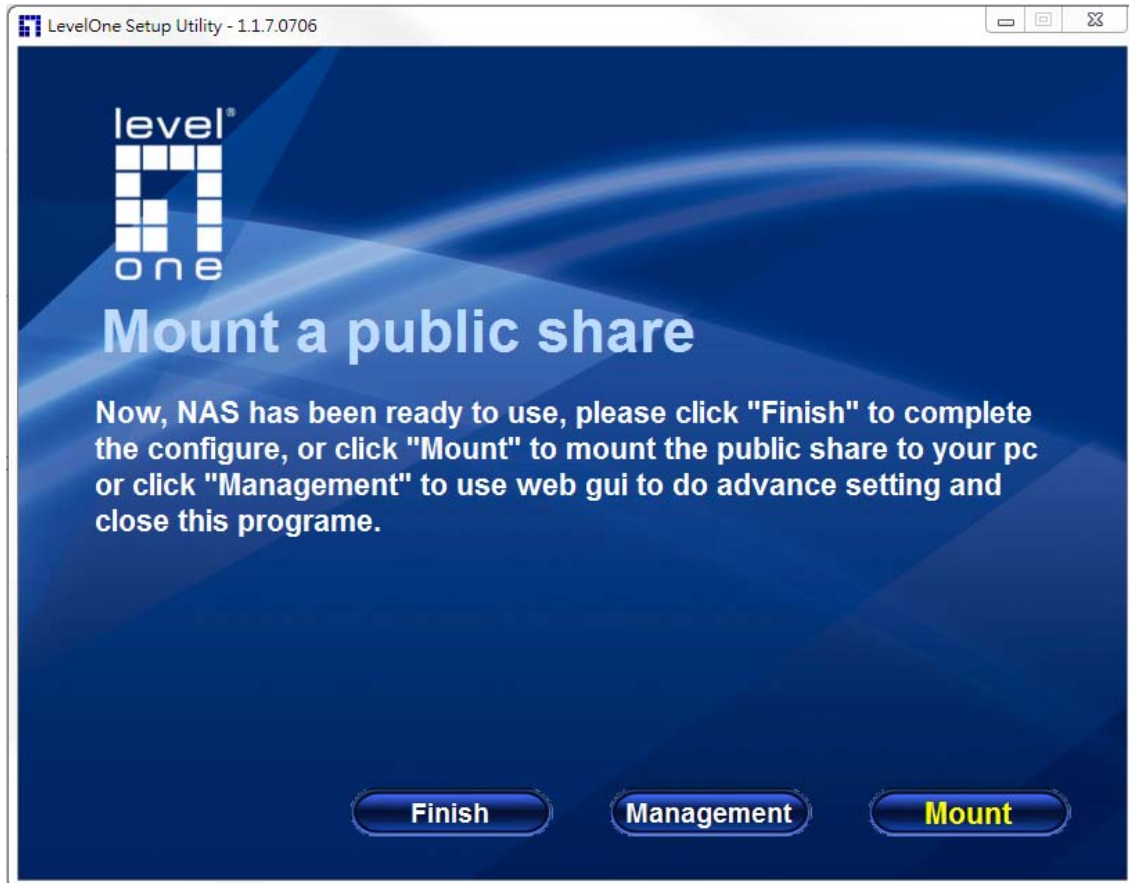 LevelOne Setup Utility - 1.1.7.0706
level®
one
Mount a public share
Now, NAS has been ready to use, please click "Finish" to complete
the configure, or click "Mount" to mount the public share to your pc
or click "Management" to use web gui to do advance setting and
close this programe.
Finish Management Mount